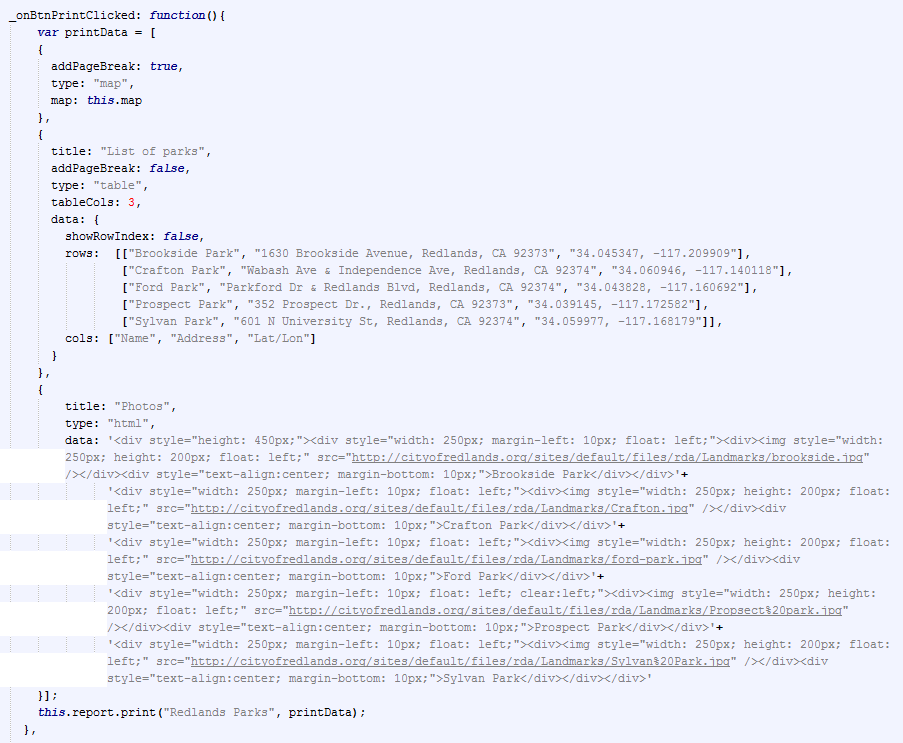 _onBtnPrintClicked: function(){
var printData = [
{
addPageBreak: true,
type: "map",
map: this.map
},
{
title: "List of parks",
addPageBreak: false,
type: "table",
tableCols: 3,
data: {
showRowIndex: false,
rows:  [["Brookside Park", "1630 Brookside Avenue, Redlands, CA 92373", "34.045347, -117.209909"],
["Crafton Park", "Wabash Ave & Independence Ave, Redlands, CA 92374", "34.060946, -117.140118"],
["Ford Park", "Parkford Dr & Redlands Blvd, Redlands, CA 92374", "34.043828, -117.160692"],
["Prospect Park", "352 Prospect Dr., Redlands, CA 92373", "34.039145, -117.172582"],
["Sylvan Park", "601 N University St, Redlands, CA 92374", "34.059977, -117.168179"]],
cols: ["Name", "Address", "Lat/Lon"]
}
},
{
title: "Photos",
type: "html",
data: '<div style="height: 450px;"><div style="width: 250px; margin-left: 10px; float: left;"><div><img style="width:
250px; height: 200px; float: left;" src="http://cityofredlands.org/sites/default/files/rda/Landmarks/brookside.jpg"
/></div><div style="text-align:center; margin-bottom: 10px;">Brookside Park</div></div>'+
'<div style="width: 250px; margin-left: 10px; float: left;"><div><img style="width: 250px; height: 200px; float:
left;" src="http://cityofredlands.org/sites/default/files/rda/Landmarks/Crafton.jpg" /></div><div
style="text-align:center; margin-bottom: 10px;">Crafton Park</div></div>'+
'<div style="width: 250px; margin-left: 10px; float: left;"><div><img style="width: 250px; height: 200px; float:
left;" src="http://cityofredlands.org/sites/default/files/rda/Landmarks/ford-park.jpg" /></div><div
style="text-align:center; margin-bottom: 10px;">Ford Park</div></div>'+
'<div style="width: 250px; margin-left: 10px; float: left; clear:left;"><div><img style="width: 250px; height:
200px; float: left;" src="http://cityofredlands.org/sites/default/files/rda/Landmarks/Propsect%20park.jpg"
/></div><div style="text-align:center; margin-bottom: 10px;">Prospect Park</div></div>'+
'<div style="width: 250px; margin-left: 10px; float: left;"><div><img style="width: 250px; height: 200px; float:
left;" src="http://cityofredlands.org/sites/default/files/rda/Landmarks/Sylvan%20Park.jpg" /></div><div
style="text-align:center; margin-bottom: 10px;">Sylvan Park</div></div></div>'
}];
this.report.print("Redlands Parks", printData);
},